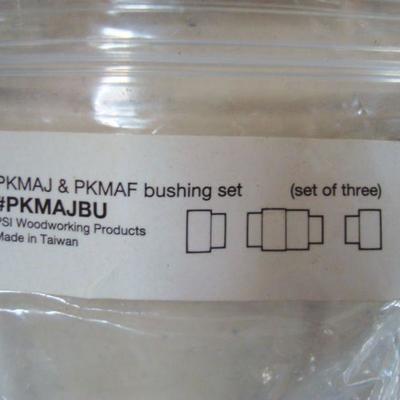 PKMAJ & PKMAF bushing set (set of three)
#PKMAJBU
PSI Woodworking Products
Made in Taiwan